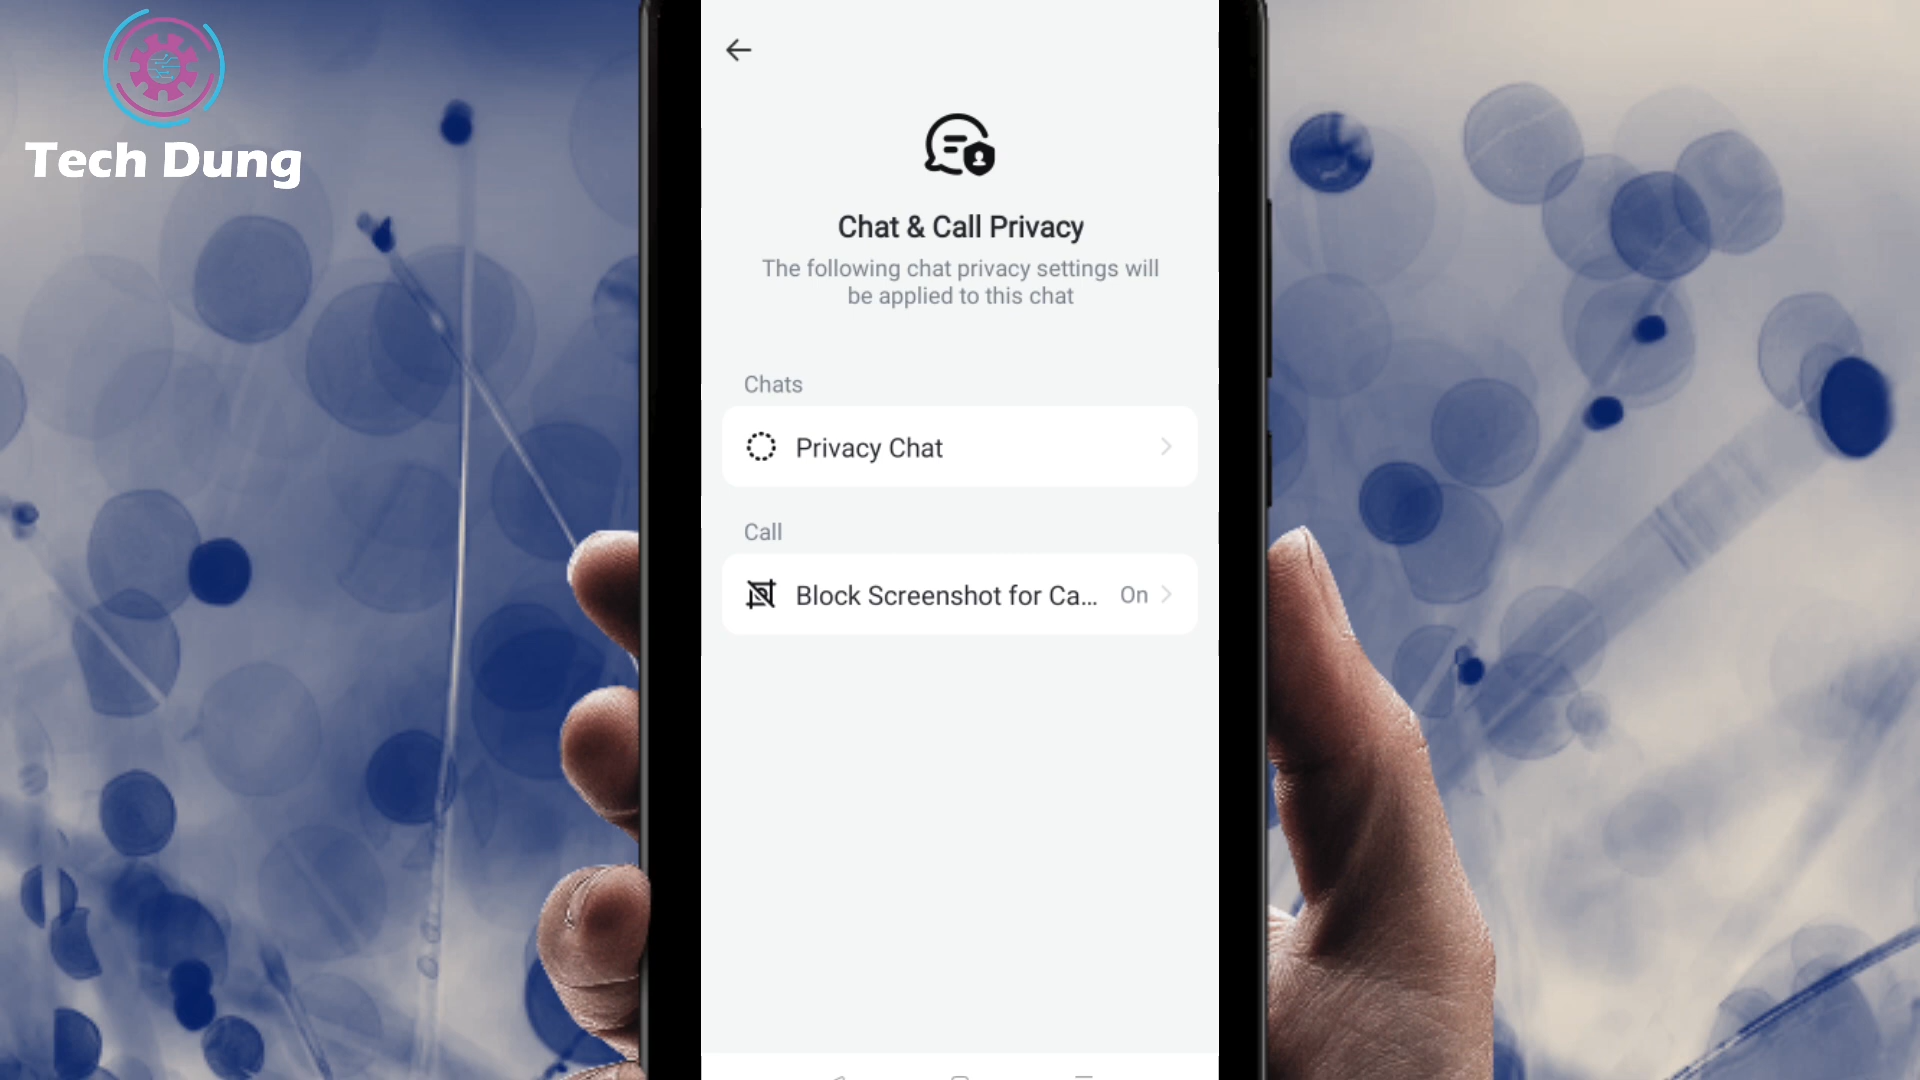 Tech Dung
Chat & Call Privacy
The following chat privacy settings will
be applied to this chat
Chats
Privacy Chat
Call
Block Screenshot for Ca... On